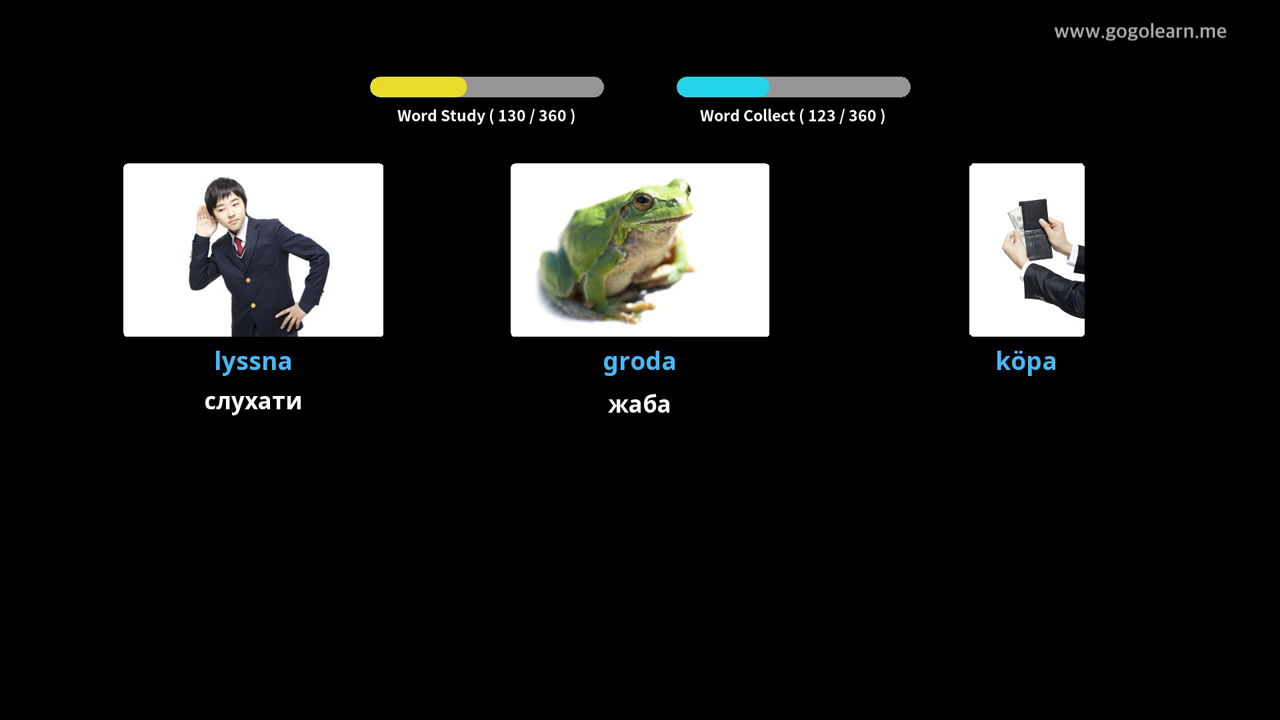 www.gogolearn.me
Word Study ( 130 / 360 )
Word Collect ( 123 / 360 )
lyssna
groda
köpa
слухати
жаба